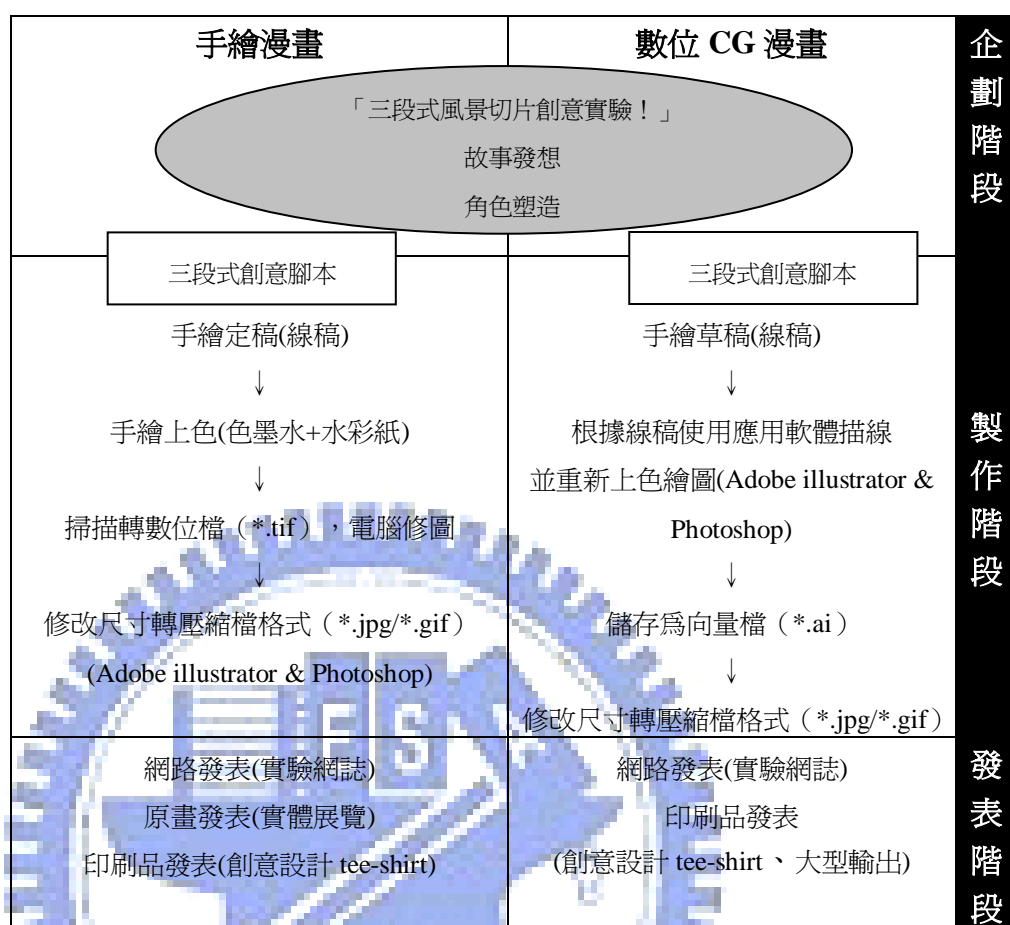 手繪漫畫
數位 CG 漫畫
企劃階段
「三段式風景切片創意實驗！」
故事發想
角色塑造
三段式創意腳本
手繪定稿(線稿)
↓
手繪上色(色墨水+水彩紙)
↓
掃描轉數位檔（*.tif），電腦修圖
↓
修改尺寸轉壓縮檔格式（*.jpg/*.gif）
(Adobe illustrator & Photoshop)
三段式創意腳本
手繪草稿(線稿)
↓
根據線稿使用應用軟體描線
並重新上色繪圖(Adobe illustrator &
Photoshop)
↓
儲存爲向量檔（*.ai）
↓
修改尺寸轉壓縮檔格式（*.jpg/*.gif）
製作階段
網路發表(實驗網誌)
原畫發表(實體展覽)
印刷品發表(創意設計 tee-shirt)
網路發表(實驗網誌)
印刷品發表
(創意設計 tee-shirt、大型輸出)
發表階段
ES